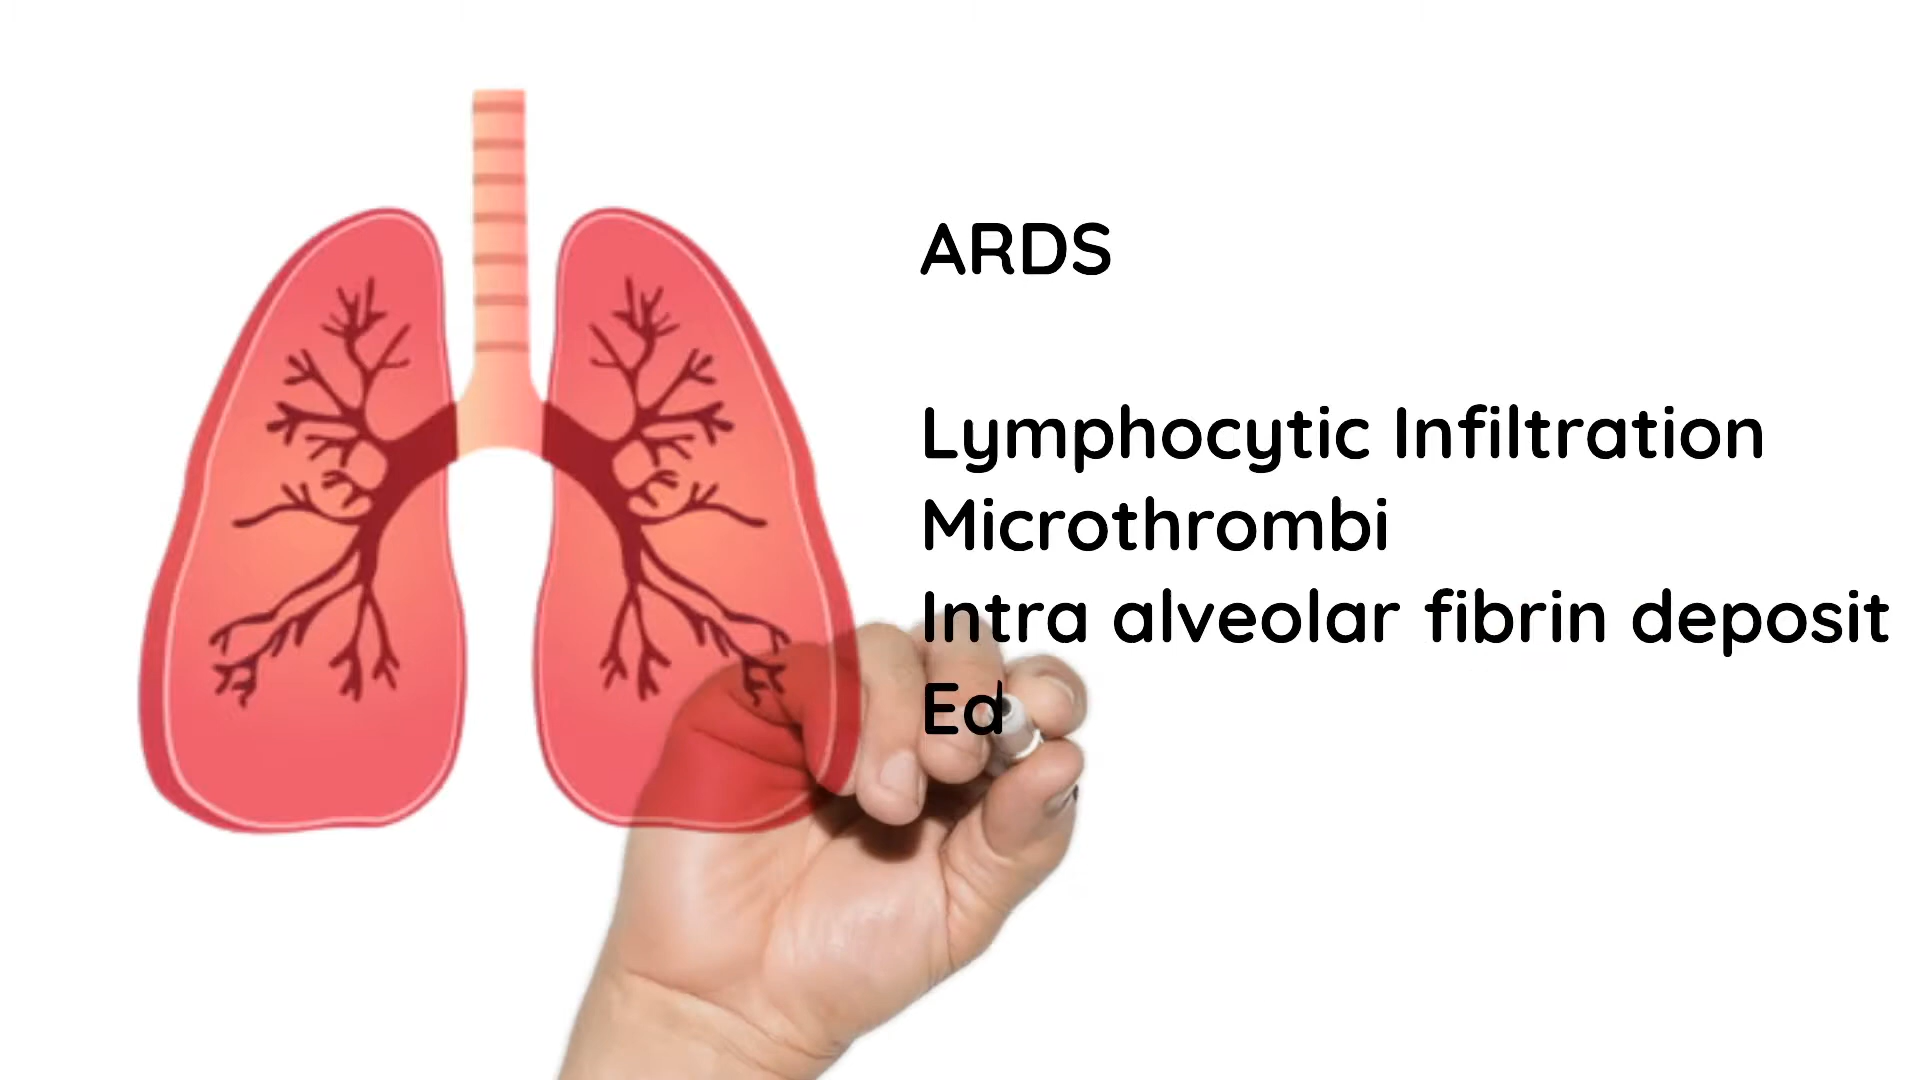 ARDS
Lymphocytic Infiltration
Microthrombi
Intra alveolar fibrin deposit
Ed